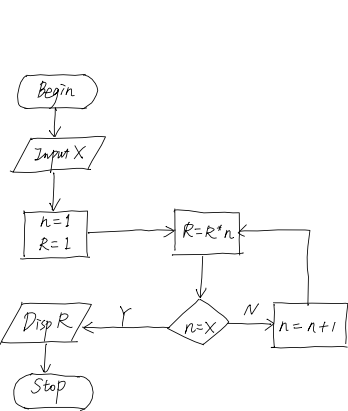 Begin
Input X
n=1
R=1
R=R*n
n=X
Y
N
n=n+1
Disp R
Stop